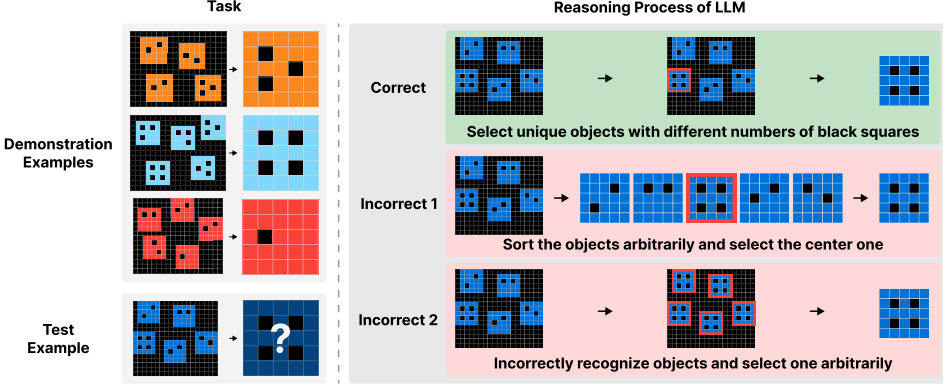 Task
Reasoning Process of LLM
Demonstration
Examples
Correct
Select unique objects with different numbers of black squares
Incorrect 1
Sort the objects arbitrarily and select the center one
Test
Example
?
Incorrect 2
Incorrectly recognize objects and select one arbitrarily